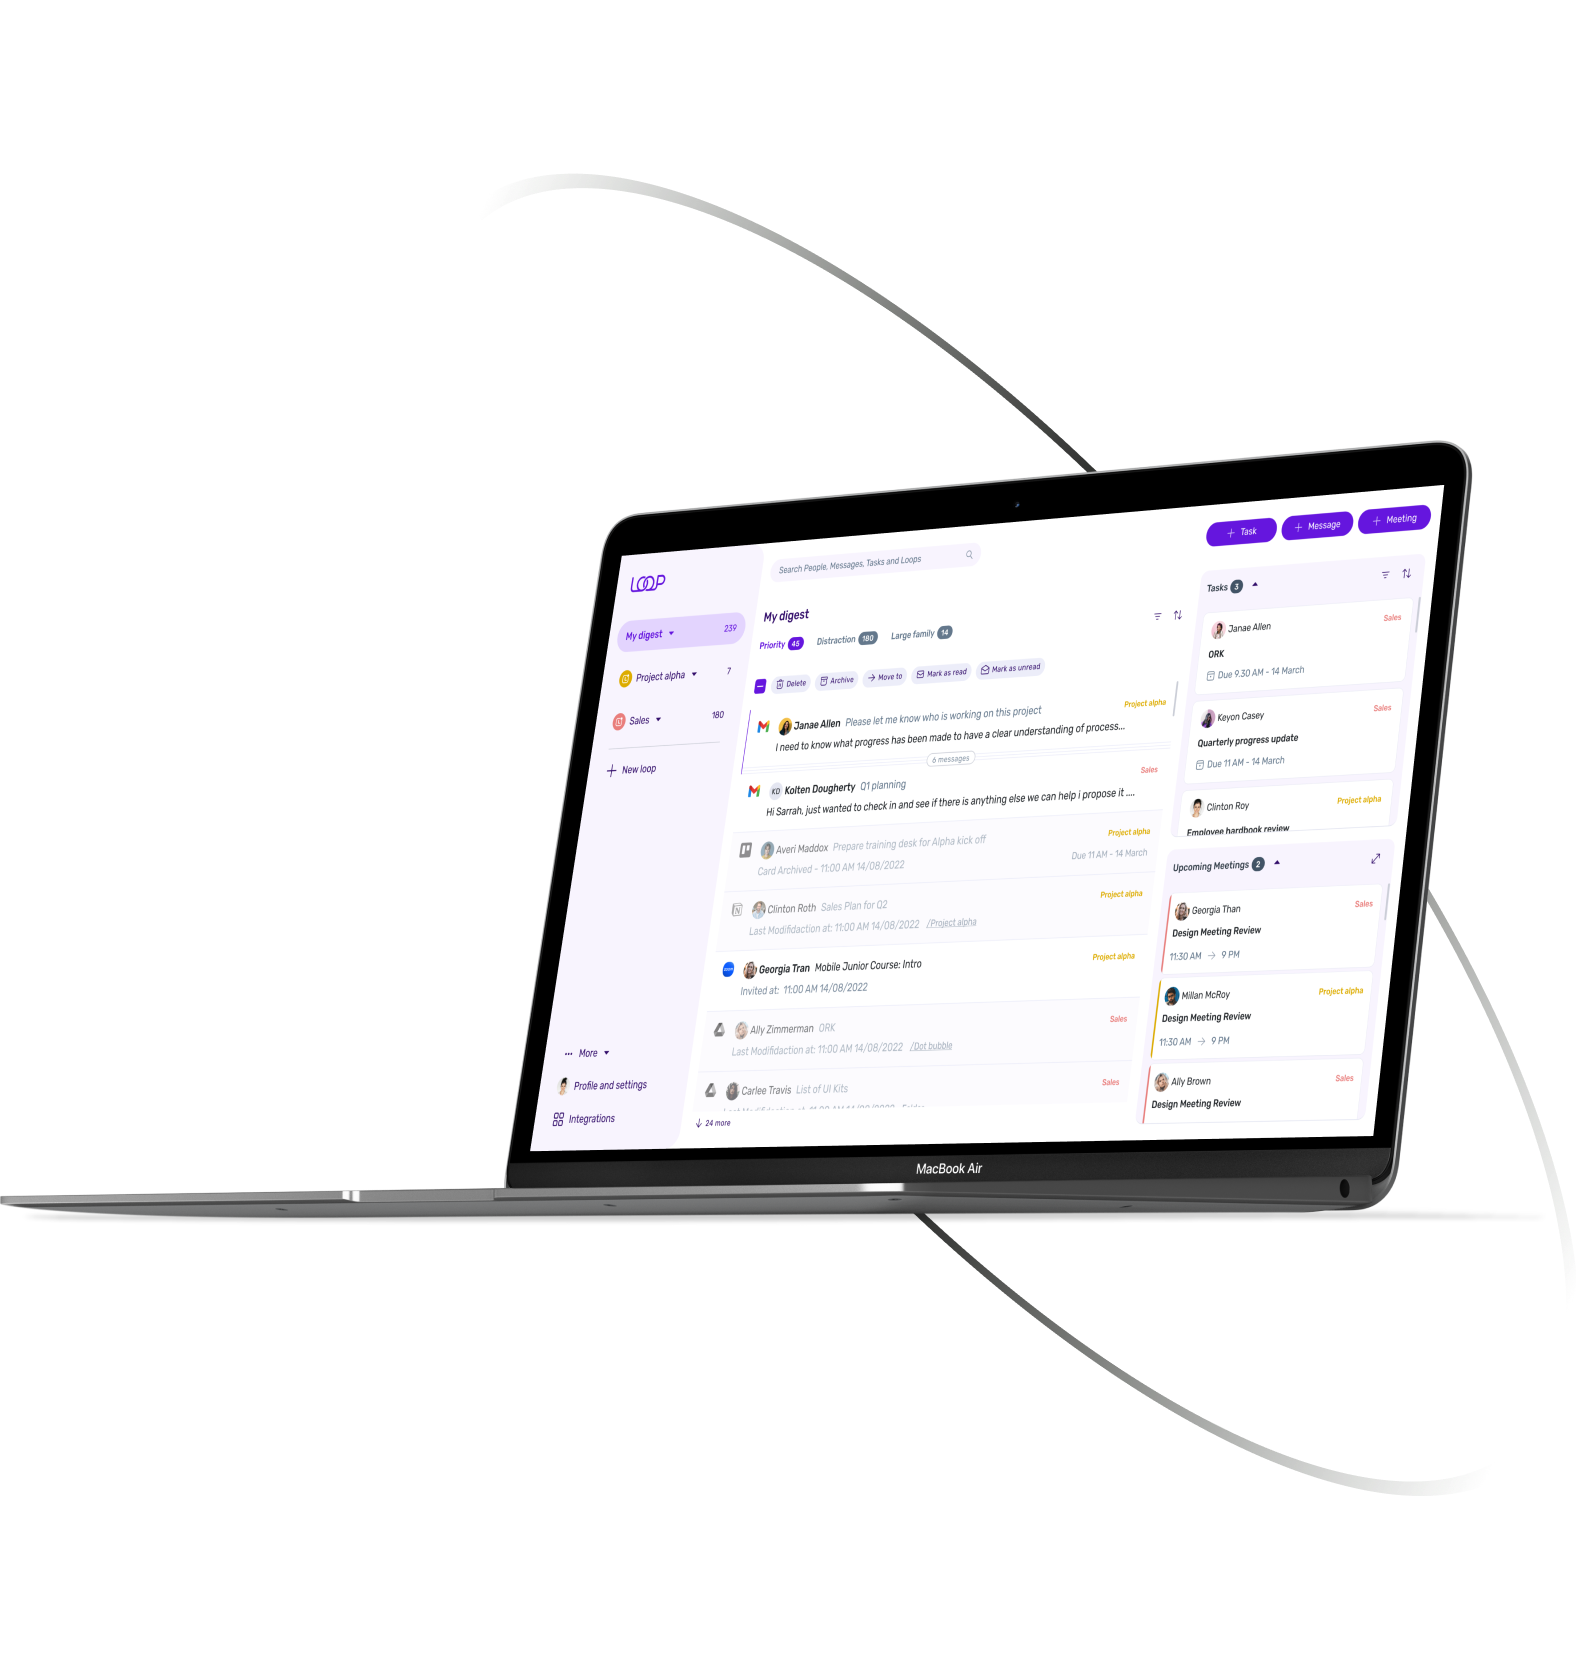 LOOP
My digest 239
Project alpha 7
Sales 180
New loop
More
Profile and settings
Integrations
Search People, Messages, Tasks and Loops
My digest
Priority 45 Distraction 180 Large family 14
Delete Archive Move to Mark as read Mark as unread
Janae Allen Please let me know who is working on this project Project alpha
I need to know what progress has been made to have a clear understanding of process...
6 messages
KD Kolten Dougherty Q1 planning Sales
Hi Sarrah, just wanted to check in and see if there is anything else we can help i propose it ....
Averi Maddox Prepare training desk for Alpha kick off Project alpha
Card Archived - 11:00 AM 14/08/2022 Due 11 AM - 14 March
Clinton Roth Sales Plan for Q2 Project alpha
Last Modifidaction at: 11:00 AM 14/08/2022 /Project alpha
zoom Georgia Tran Mobile Junior Course: Intro Project alpha
Invited at: 11:00 AM 14/08/2022
Ally Zimmerman ORK Sales
Last Modifidaction at: 11:00 AM 14/08/2022 /Dot bubble
Carlee Travis List of UI Kits Sales
Last Modifidaction at: 11:00 AM 14/08/2022
24 more
+ Task + Message + Meeting
Tasks 3
Janae Allen Sales
ORK
Due 9.30 AM - 14 March
Keyon Casey Sales
Quarterly progress update
Due 11 AM - 14 March
Clinton Roy Project alpha
Employee hardbook review
Upcoming Meetings 2
Georgia Than Sales
Design Meeting Review
11:30 AM → 9 PM
Millan McRoy Project alpha
Design Meeting Review
11:30 AM → 9 PM
Ally Brown Sales
Design Meeting Review
MacBook Air